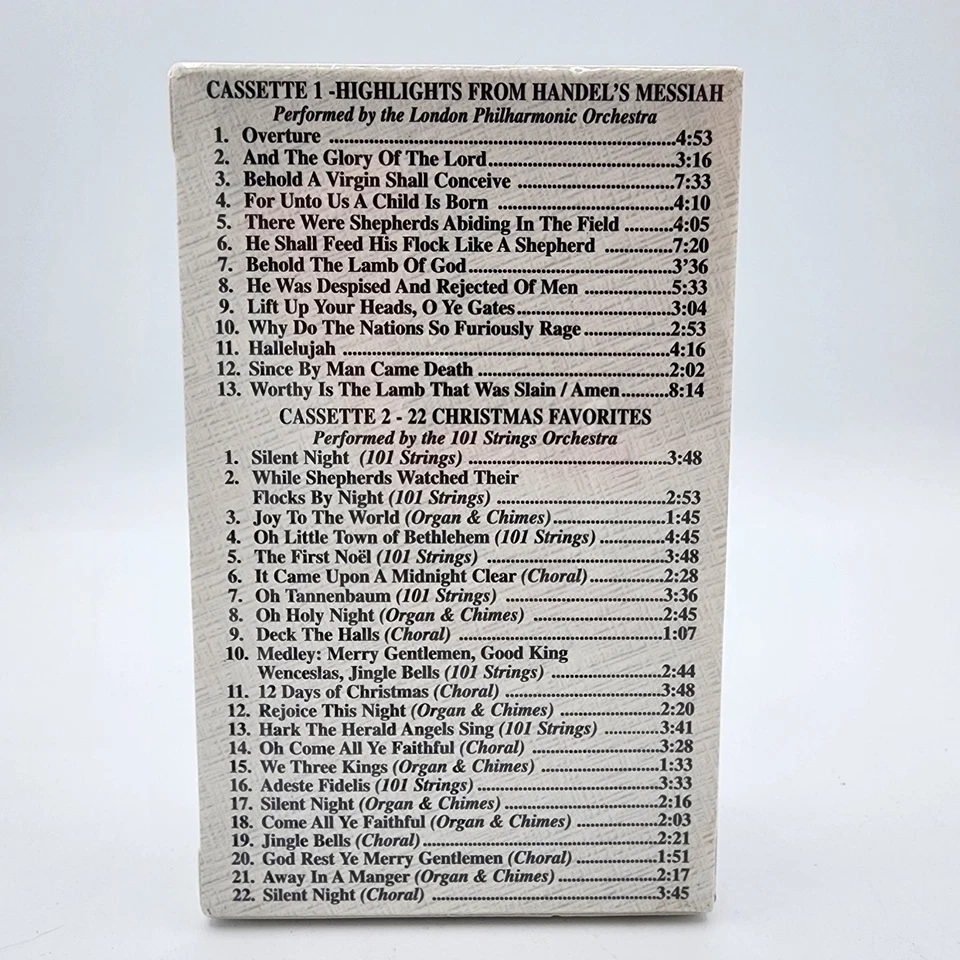 CASSETTE 1 -HIGHLIGHTS FROM HANDEL'S MESSIAH
Performed by the London Philharmonic Orchestra
1. Overture ........................................4:53
2. And The Glory Of The Lord........................................3:16
3. Behold A Virgin Shall Conceive ........................................7:33
4. For Unto Us A Child Is Born ........................................4:10
5. There Were Shepherds Abiding In The Field ..........4:05
6. He Shall Feed His Flock Like A Shepherd ..........7:20
7. Behold The Lamb Of God........................................3'36
8. He Was Despised And Rejected Of Men ....................5:33
9. Lift Up Your Heads, O Ye Gates..............................3:04
10. Why Do The Nations So Furiously Rage....................2:53
11. Hallelujah ........................................4:16
12. Since By Man Came Death ........................................2:02
13. Worthy Is The Lamb That Was Slain / Amen..........8:14
CASSETTE 2 - 22 CHRISTMAS FAVORITES
Performed by the 101 Strings Orchestra
1. Silent Night (101 Strings) ........................................3:48
2. While Shepherds Watched Their
Flocks By Night (101 Strings) ..............................2:53
3. Joy To The World (Organ & Chimes)....................1:45
4. Oh Little Town of Bethlehem (101 Strings) ..........4:45
5. The First Noël (101 Strings) ..............................3:48
6. It Came Upon A Midnight Clear (Choral)..........2:28
7. Oh Tannenbaum (101 Strings) ..............................3:36
8. Oh Holy Night (Organ & Chimes) ....................2:45
9. Deck The Halls (Choral) ..............................1:07
10. Medley: Merry Gentlemen, Good King
Wenceslas, Jingle Bells (101 Strings) ....................2:44
11. 12 Days of Christmas (Choral) ..............................3:48
12. Rejoice This Night (Organ & Chimes) ....................2:20
13. Hark The Herald Angels Sing (101 Strings) ..........3:41
14. Oh Come All Ye Faithful (Choral) ....................3:28
15. We Three Kings (Organ & Chimes) ....................1:33
16. Adeste Fidelis (101 Strings)..............................3:33
17. Silent Night (Organ & Chimes)..............................2:16
18. Come All Ye Faithful (Organ & Chimes) ..........2:03
19. Jingle Bells (Choral)........................................2:21
20. God Rest Ye Merry Gentlemen (Choral) ..........1:51
21. Away In A Manger (Organ & Chimes)....................2:17
22. Silent Night (Choral) ........................................3:45